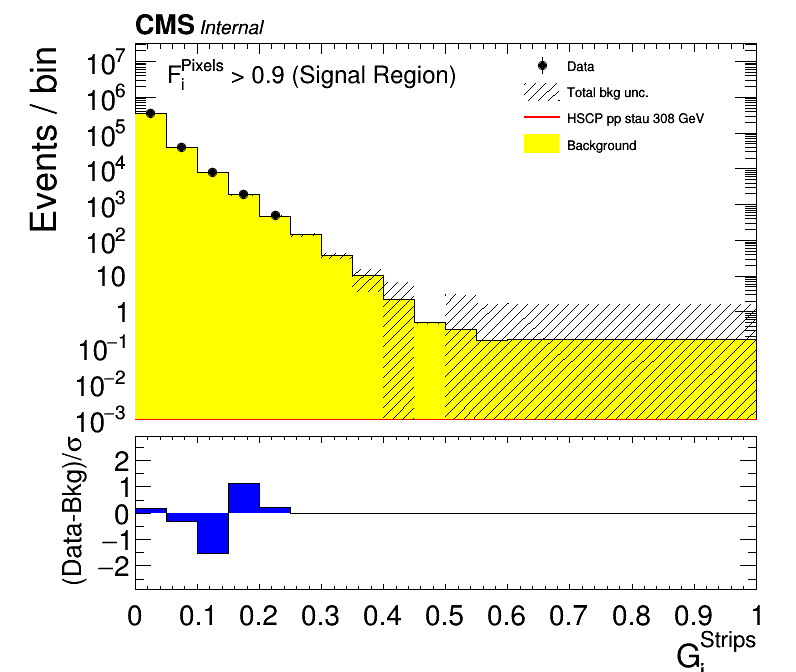 CMS Internal
F_i^Pixels > 0.9 (Signal Region)
Data
Total bkg unc.
HSCP pp stau 308 GeV
Background
Events / bin
10^7
10^6
10^5
10^4
10^3
10^2
10
1
10^−1
10^−2
10^−3
(Data-Bkg)/σ
2
1
0
−1
−2
0 0.1 0.2 0.3 0.4 0.5 0.6 0.7 0.8 0.9 1
G_i^Strips